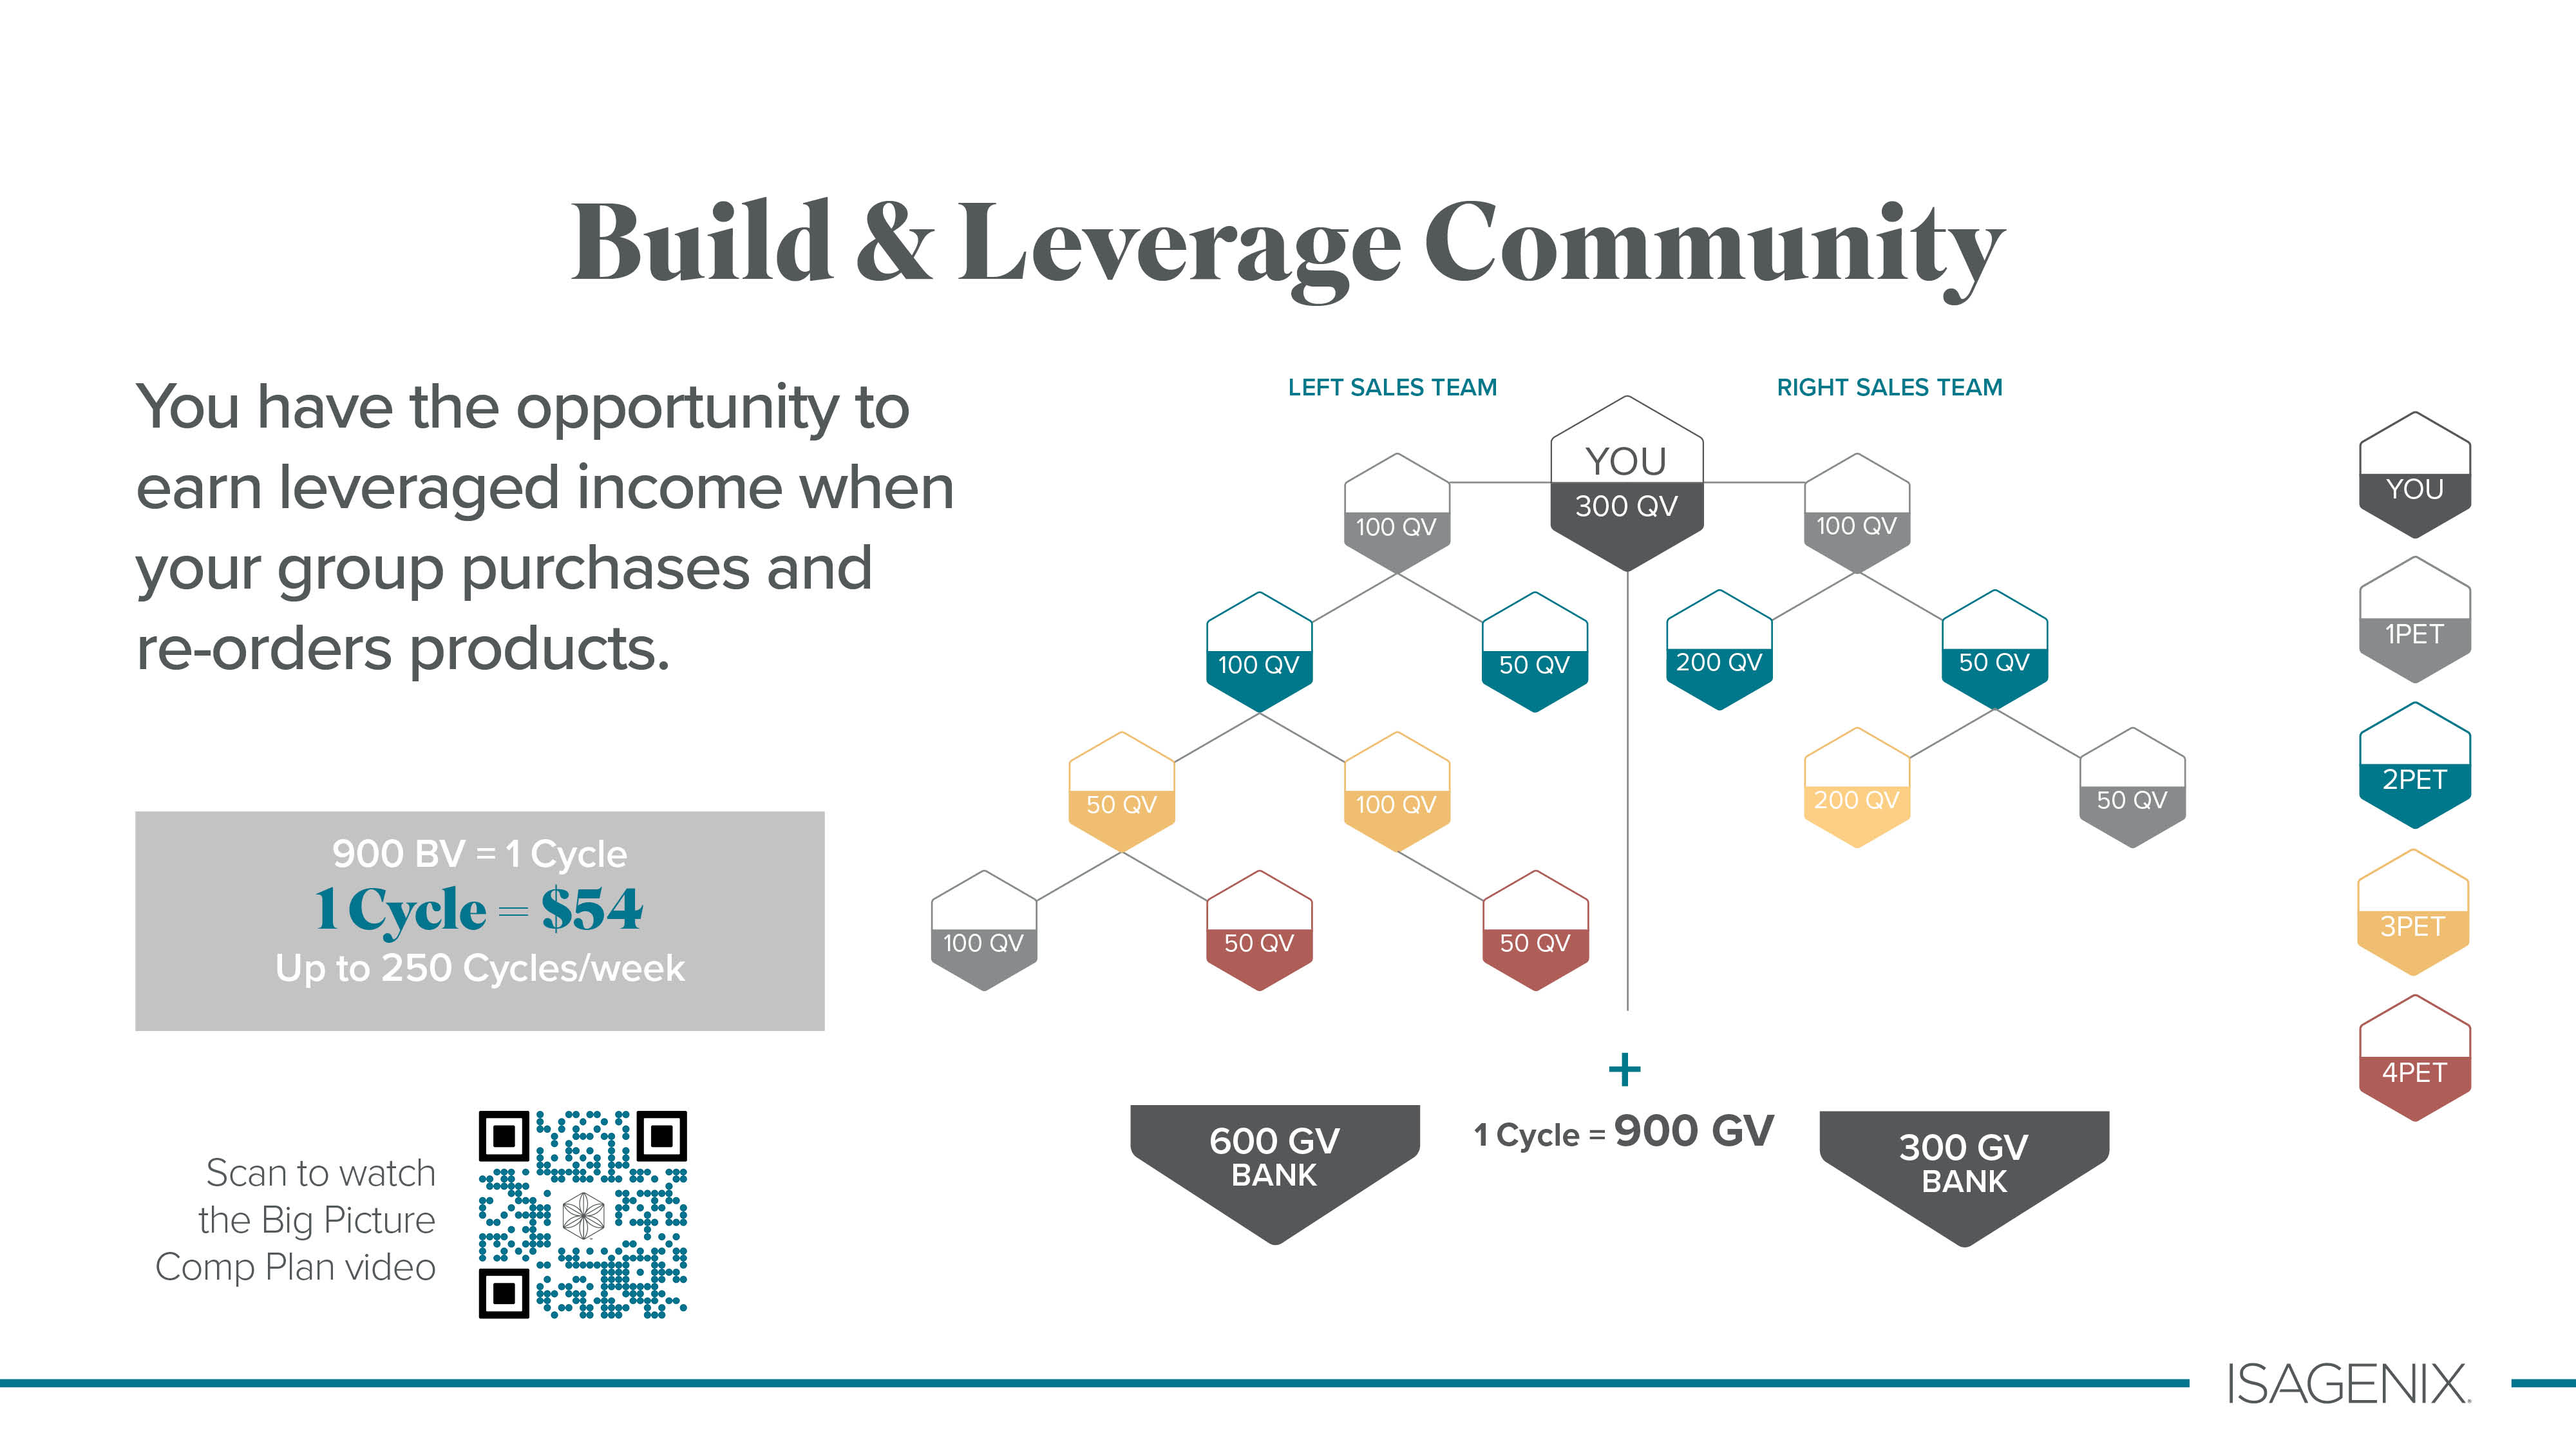 Build & Leverage Community
You have the opportunity to
earn leveraged income when
your group purchases and
re-orders products.
900 BV = 1 Cycle
1 Cycle = $54
Up to 250 Cycles/week
Scan to watch
the Big Picture
Comp Plan video
LEFT SALES TEAM
RIGHT SALES TEAM
YOU
300 QV
100 QV
100 QV
100 QV
50 QV
200 QV
50 QV
50 QV
100 QV
200 QV
50 QV
100 QV
50 QV
50 QV
+
600 GV
BANK
1 Cycle = 900 GV
300 GV
BANK
YOU
1PET
2PET
3PET
4PET
ISAGENIX